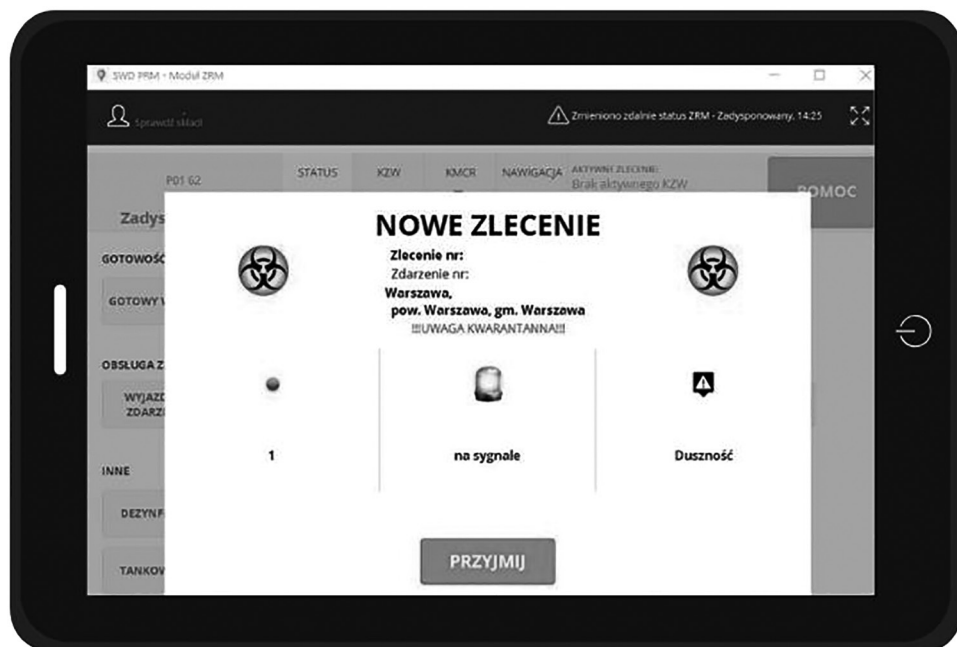 SWD PRM - Moduł ZRM
Sprawdź skład
Zmieniono zdalnie status ZRM - Zadysponowany, 14:25
P01 62
STATUS
KZW
KMCR
NAWIGACJA
AKTYWNE ZLECENIE:
Brak aktywnego KZW
POMOC
Zadys
GOTOWOŚĆ
GOTOWY
OBSŁUGA Z
WYJAZD
ZDARZ
INNE
DEZYNF
TANKOW
NOWE ZLECENIE
Zlecenie nr:
Zdarzenie nr:
Warszawa,
pow. Warszawa, gm. Warszawa
!!!UWAGA KWARANTANNA!!!
1
na sygnale
Duszność
PRZYJMIJ